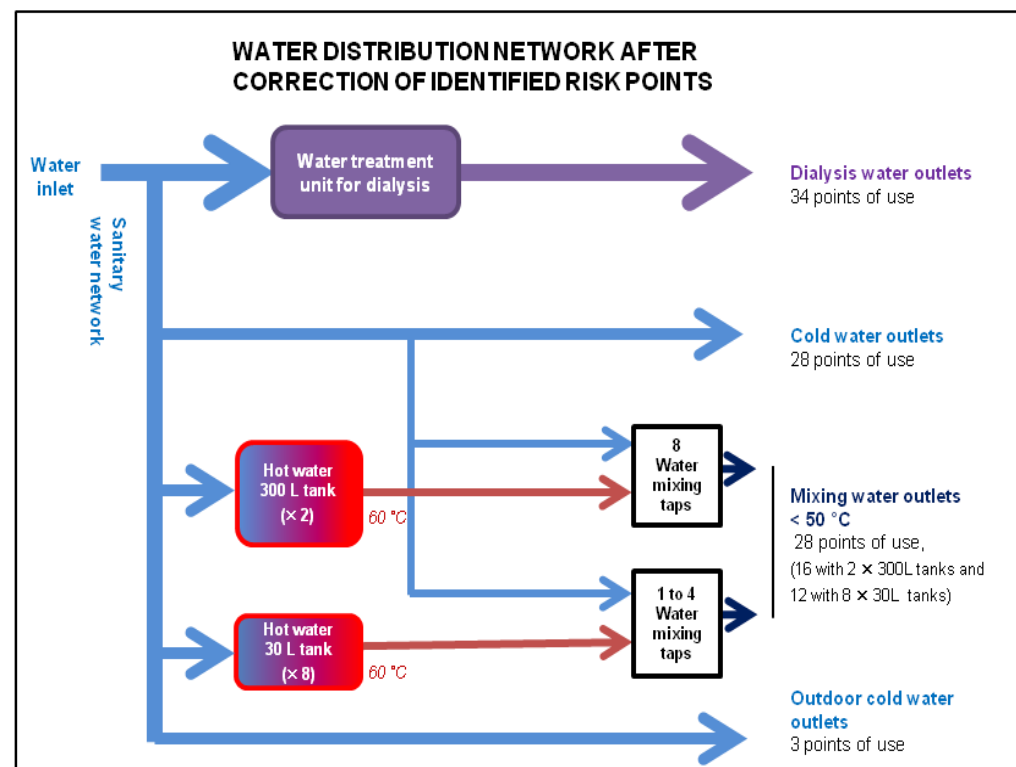 WATER DISTRIBUTION NETWORK AFTER
CORRECTION OF IDENTIFIED RISK POINTS
Water
inlet
Water treatment
unit for dialysis
Dialysis water outlets
34 points of use
Sanitary
water network
Cold water outlets
28 points of use
Hot water
300 L tank
(× 2)
60 °C
8
Water
mixing
taps
Mixing water outlets
< 50 °C
28 points of use,
(16 with 2 × 300L tanks and
12 with 8 × 30L tanks)
Hot water
30 L tank
(× 8)
60 °C
1 to 4
Water
mixing
taps
Outdoor cold water
outlets
3 points of use